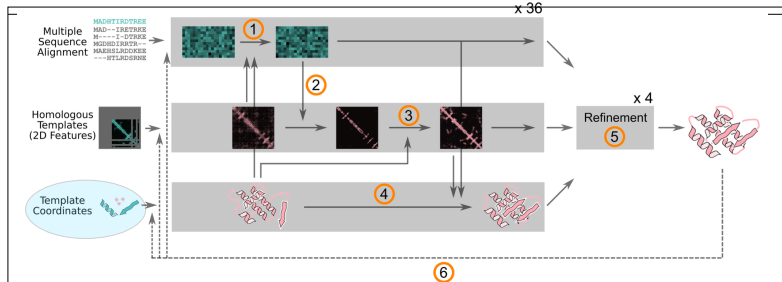 x 36
Multiple
Sequence
Alignment
MADHTIRDTREE
MAD--IRETRKE
M----I-DTRKE
MGDHDIRRTR--
MAEHSLRDDKEE
---HTLRDSRNE
1
2
Homologous
Templates
(2D Features)
3
x 4
Refinement
5
Template
Coordinates
4
6